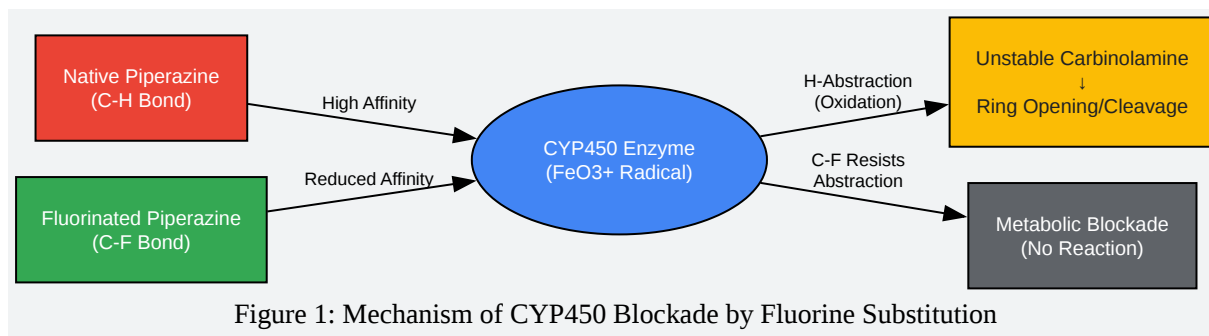 Native Piperazine
(C-H Bond)
High Affinity
Fluorinated Piperazine
(C-F Bond)
Reduced Affinity
CYP450 Enzyme
(FeO3+ Radical)
H-Abstraction
(Oxidation)
C-F Resists
Abstraction
Unstable Carbinolamine
↓
Ring Opening/Cleavage
Metabolic Blockade
(No Reaction)
Figure 1: Mechanism of CYP450 Blockade by Fluorine Substitution